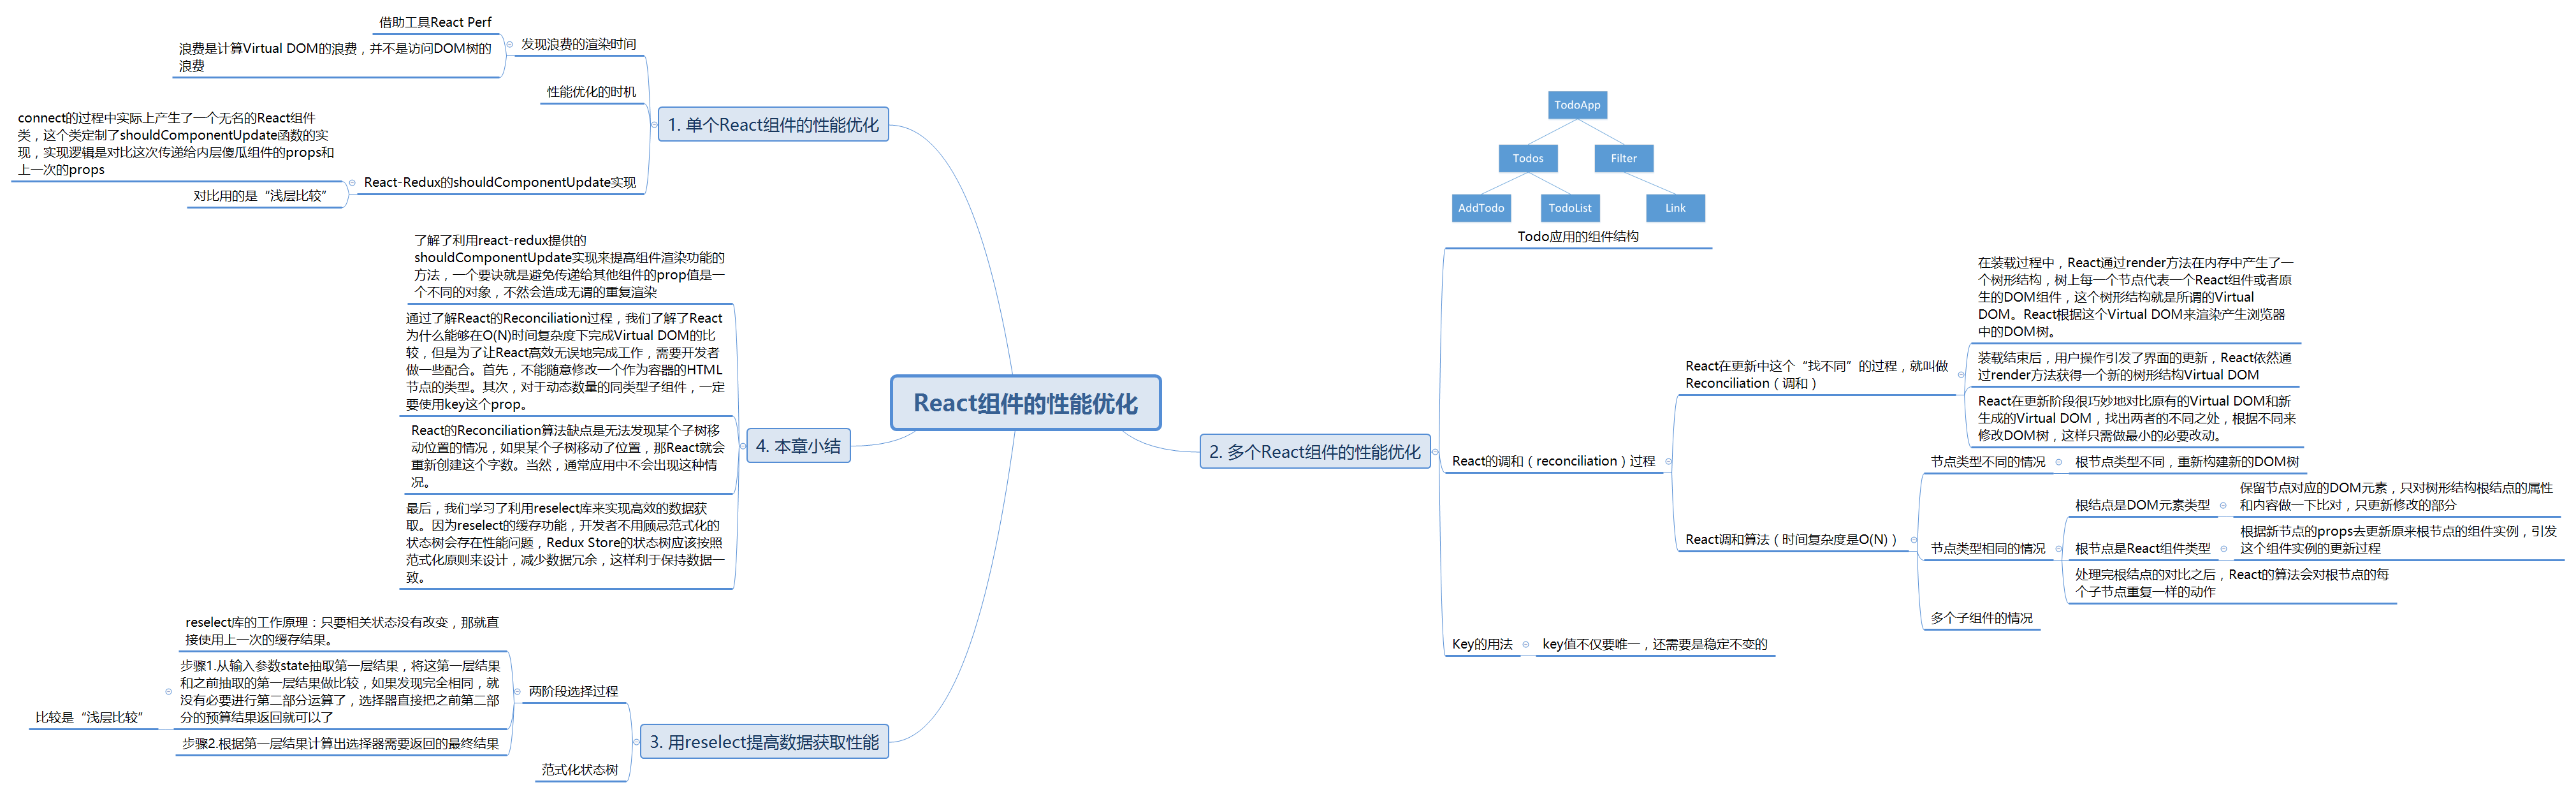 React组件的性能优化
1. 单个React组件的性能优化
发现浪费的渲染时间
借助工具React Perf
浪费是计算Virtual DOM的浪费，并不是访问DOM树的
浪费
性能优化的时机
React-Redux的shouldComponentUpdate实现
connect的过程中实际上产生了一个无名的React组件
类，这个类定制了shouldComponentUpdate函数的实
现，实现逻辑是对比这次传递给内层傻瓜组件的props和
上一次的props
对比用的是“浅层比较”
2. 多个React组件的性能优化
TodoApp
Todos
Filter
AddTodo
TodoList
Link
Todo应用的组件结构
React的调和（reconciliation）过程
React在更新中这个“找不同”的过程，就叫做
Reconciliation（调和）
在装载过程中，React通过render方法在内存中产生了一
个树形结构，树上每一个节点代表一个React组件或者原
生的DOM组件，这个树形结构就是所谓的Virtual
DOM。React根据这个Virtual DOM来渲染产生浏览器
中的DOM树。
装载结束后，用户操作引发了界面的更新，React依然通
过render方法获得一个新的树形结构Virtual DOM
React在更新阶段很巧妙地对比原有的Virtual DOM和新
生成的Virtual DOM，找出两者的不同之处，根据不同来
修改DOM树，这样只需做最小的必要改动。
React调和算法（时间复杂度是O(N)）
节点类型不同的情况
根节点类型不同，重新构建新的DOM树
节点类型相同的情况
根结点是DOM元素类型
保留节点对应的DOM元素，只对树形结构根结点的属性
和内容做一下比对，只更新修改的部分
根节点是React组件类型
根据新节点的props去更新原来根节点的组件实例，引发
这个组件实例的更新过程
处理完根结点的对比之后，React的算法会对根节点的每
个子节点重复一样的动作
多个子组件的情况
Key的用法
key值不仅要唯一，还需要是稳定不变的
3. 用reselect提高数据获取性能
两阶段选择过程
reselect库的工作原理：只要相关状态没有改变，那就直
接使用上一次的缓存结果。
步骤1.从输入参数state抽取第一层结果，将这第一层结果
和之前抽取的第一层结果做比较，如果发现完全相同，就
没有必要进行第二部分运算了，选择器直接把之前第二部
分的预算结果返回就可以了
比较是“浅层比较”
步骤2.根据第一层结果计算出选择器需要返回的最终结果
范式化状态树
4. 本章小结
了解了利用react-redux提供的
shouldComponentUpdate实现来提高组件渲染功能的
方法，一个要诀就是避免传递给其他组件的prop值是一
个不同的对象，不然会造成无谓的重复渲染
通过了解React的Reconciliation过程，我们了解了React
为什么能够在O(N)时间复杂度下完成Virtual DOM的比
较，但是为了让React高效无误地完成工作，需要开发者
做一些配合。首先，不能随意修改一个作为容器的HTML
节点的类型。其次，对于动态数量的同类型子组件，一定
要使用key这个prop。
React的Reconciliation算法缺点是无法发现某个子树移
动位置的情况，如果某个子树移动了位置，那React就会
重新创建这个字数。当然，通常应用中不会出现这种情
况。
最后，我们学习了利用reselect库来实现高效的数据获
取。因为reselect的缓存功能，开发者不用顾忌范式化的
状态树会存在性能问题，Redux Store的状态树应该按照
范式化原则来设计，减少数据冗余，这样利于保持数据一
致。